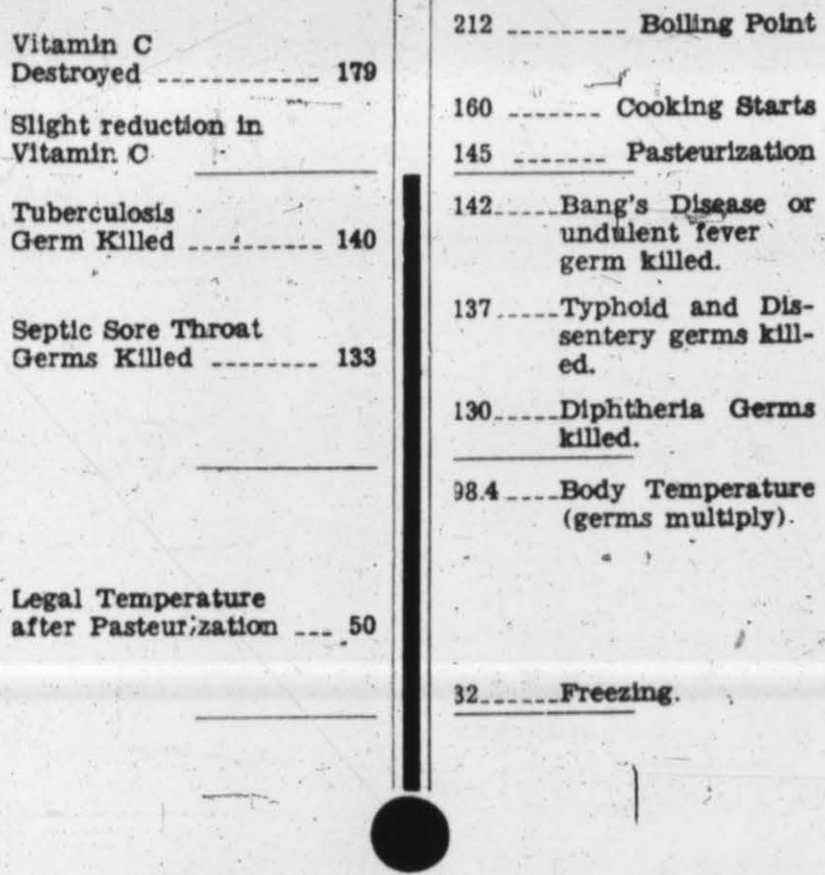 Vitamin C
Destroyed ------------ 179
Slight reduction in
Vitamin C
Tuberculosis
Germ Killed ---------- 140
Septic Sore Throat
Germs Killed -------- 133
Legal Temperature
after Pasteurization --- 50
212 --------- Boiling Point
160 ------- Cooking Starts
145 ------- Pasteurization
142-----Bang's Disease or
undulent fever
germ killed.
137-----Typhoid and Dis-
sentery germs kill-
ed.
130-----Diphtheria Germs
killed.
98.4----Body Temperature
(germs multiply).
32------Freezing.